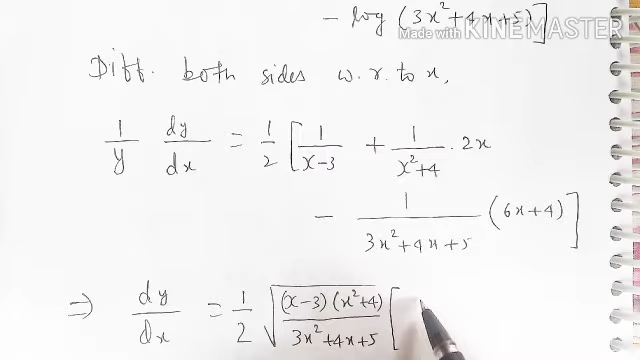 - log (3x²+4x+5)]
Made with KINEMASTER
Diff. both sides w.r.to x,
1/y dy/dx = 1/2 [1/(x-3) + 1/(x²+4) . 2x
- 1/(3x²+4x+5) (6x+4)]
⇒ dy/dx = 1/2 √((x-3)(x²+4)/(3x²+4x+5)) [